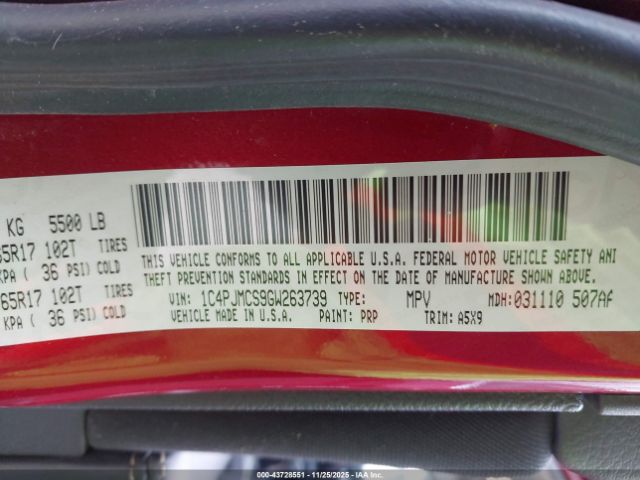 KG 5500 LB
65R17 102T TIRES
KPA ( 36 PSI) COLD
65R17 102T TIRES
KPA ( 36 PSI) COLD
THIS VEHICLE CONFORMS TO ALL APPLICABLE U.S.A. FEDERAL MOTOR VEHICLE SAFETY AN
THEFT PREVENTION STANDARDS IN EFFECT ON THE DATE OF MANUFACTURE SHOWN ABOVE.
VIN: 1C4PJMCS9GW263739 TYPE: MPV MDH: 031110 507AF
VEHICLE MADE IN U.S.A. PAINT: PRP TRIM: A5X9
000-43728551 - 11/25/2025 - IAA Inc.